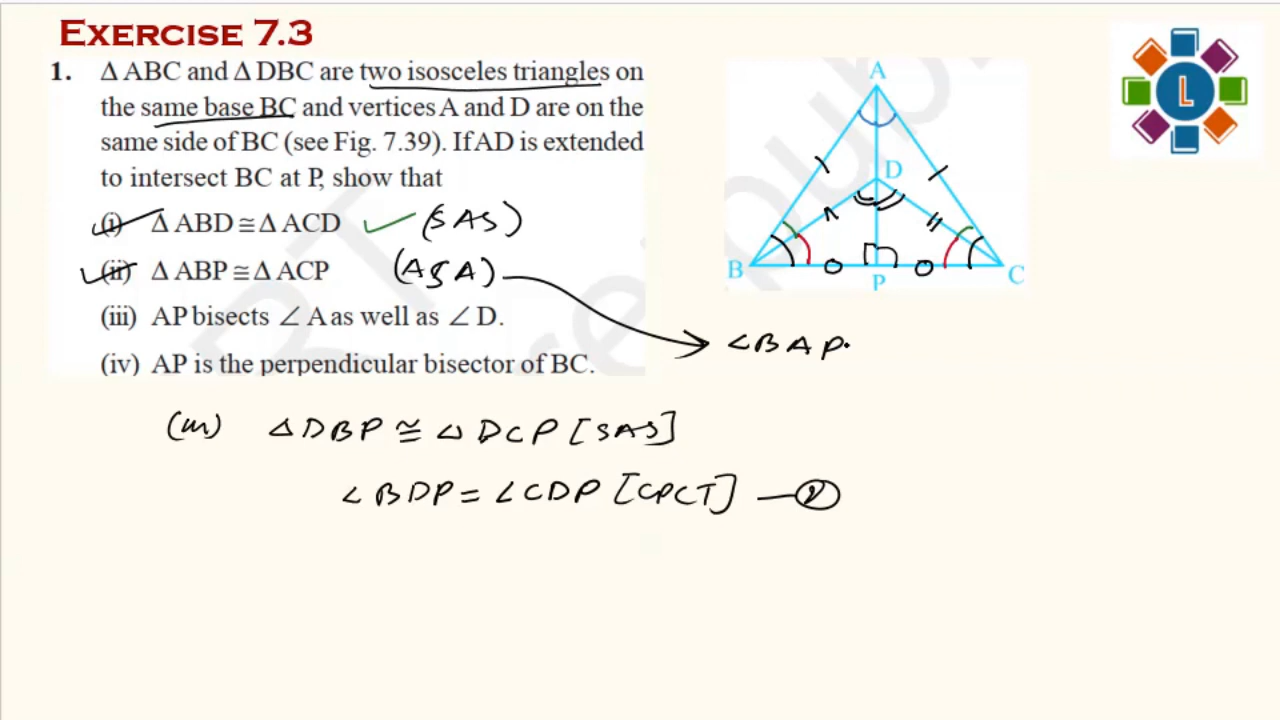 EXERCISE 7.3
1. Δ ABC and Δ DBC are two isosceles triangles on
the same base BC and vertices A and D are on the
same side of BC (see Fig. 7.39). If AD is extended
to intersect BC at P, show that
(i) Δ ABD ≅ Δ ACD (SAS)
(ii) Δ ABP ≅ Δ ACP (ASA)
(iii) AP bisects ∠ A as well as ∠ D.
(iv) AP is the perpendicular bisector of BC.
A
D
B
P
C
L
∠BAP
(iii) Δ DBP ≅ Δ DCP [SAS]
∠BDP = ∠CDP [CPCT] — ②